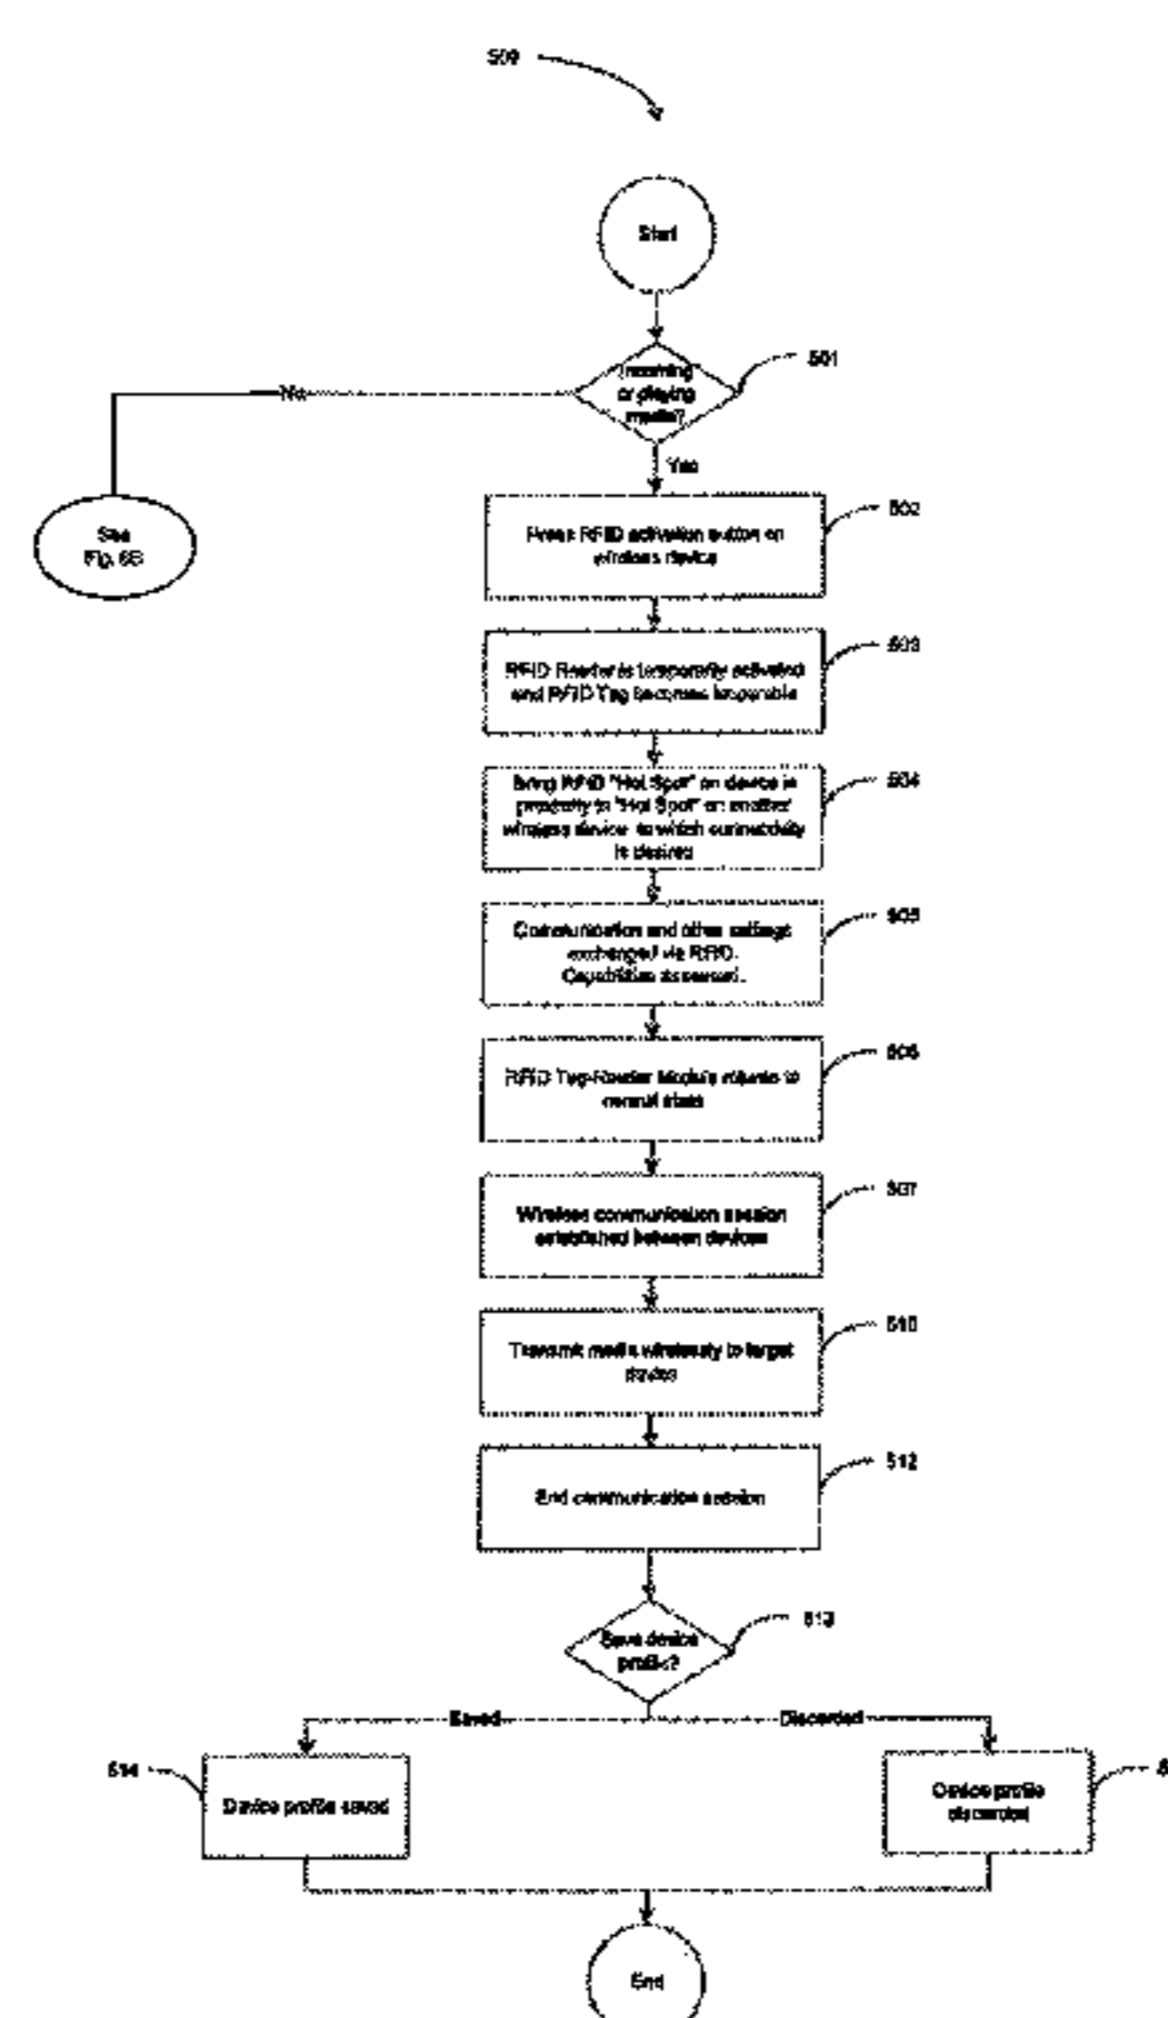 500
Start
501
Incoming
or playing
media?
No
Yes
See
Fig.
502
Press RFID activation button on
wireless device
503
RFID Reader is temporarily activated
and RFID Tag becomes inoperable
504
Bring RFID "Hot Spot" on device in
proximity to "Hot Spot" on another
wireless device to which connectivity
is desired
505
Communication and other settings
exchanged via RFID.
Capabilities assessed.
506
RFID Tag-Reader Module returns to
normal state
507
Wireless communication session
established between devices
510
Transmit media wirelessly to target
device
512
End communication session
513
Save device
profile?
Saved
Discarded
514
Device profile saved
Device profile
discarded
End